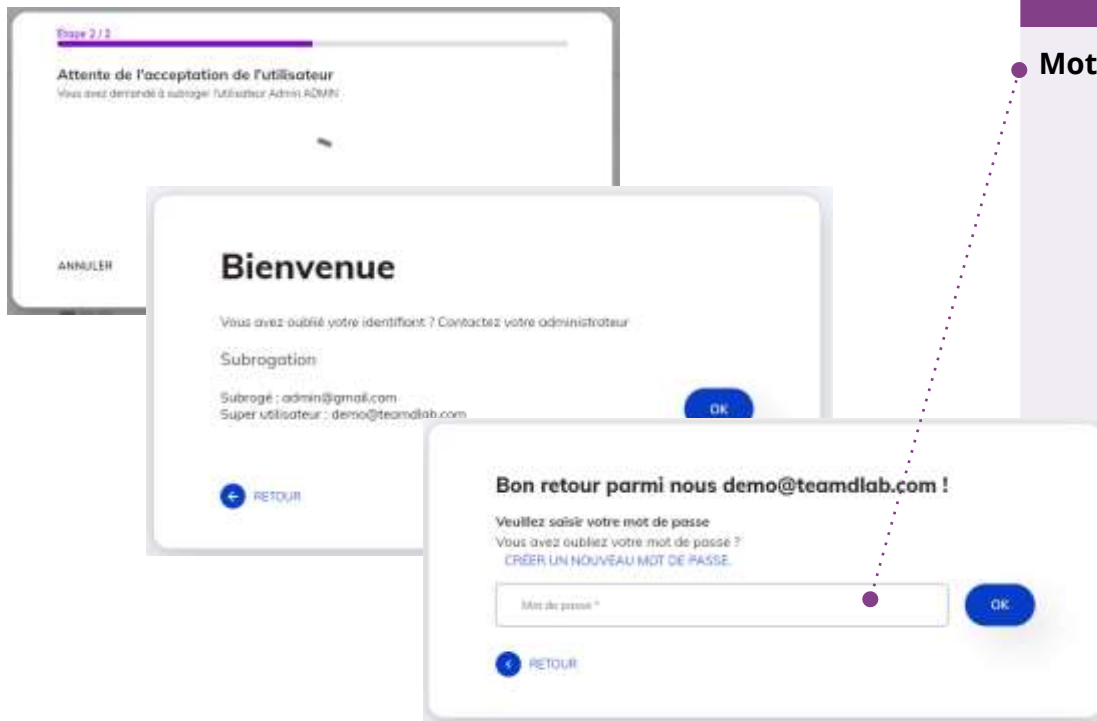 Etape 2 / 2
Attente de l'acceptation de l'utilisateur
Vous avez demandé à subroger l'utilisateur Admin ADMIN
ANNULER
Mot
Bienvenue
Vous avez oublié votre identifiant ? Contactez votre administrateur
Subrogation
Subrogé : admin@gmail.com
Super utilisateur : demo@teamdlab.com
OK
RETOUR
Bon retour parmi nous demo@teamdlab.com !
Veuillez saisir votre mot de passe
Vous avez oubliez votre mot de passe ?
CRÉER UN NOUVEAU MOT DE PASSE.
Mot de passe *
OK
RETOUR